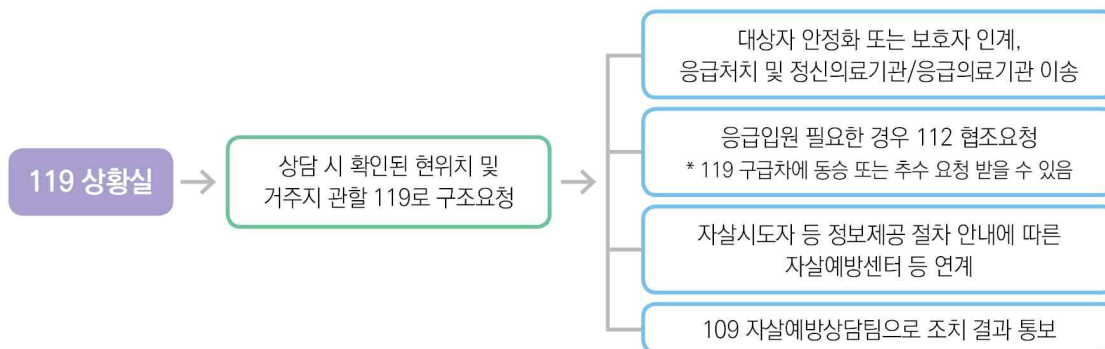 119 상황실
상담 시 확인된 현위치 및
거주지 관할 119로 구조요청
대상자 안정화 또는 보호자 인계,
응급처치 및 정신의료기관/응급의료기관 이송
응급입원 필요한 경우 112 협조요청
* 119 구급차에 동승 또는 추수 요청 받을 수 있음
자살시도자 등 정보제공 절차 안내에 따른
자살예방센터 등 연계
109 자살예방상담팀으로 조치 결과 통보